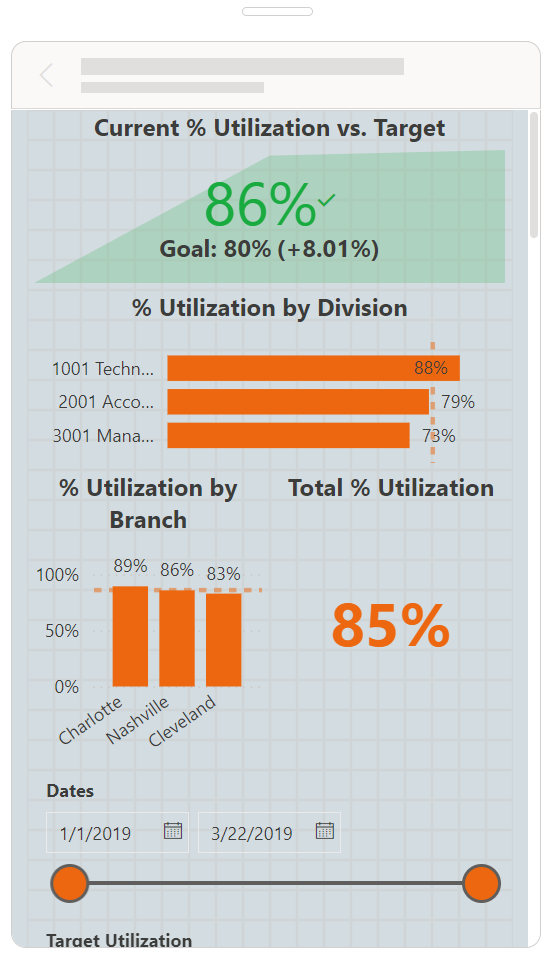 Current % Utilization vs. Target
86%
Goal: 80% (+8.01%)
% Utilization by Division
1001 Techn... 88%
2001 Acco... 79%
3001 Mana... 73%
% Utilization by
Branch
Total % Utilization
100%
50%
0%
89% 86% 83%
Charlotte Nashville Cleveland
85%
Dates
1/1/2019 3/22/2019
Target Utilization